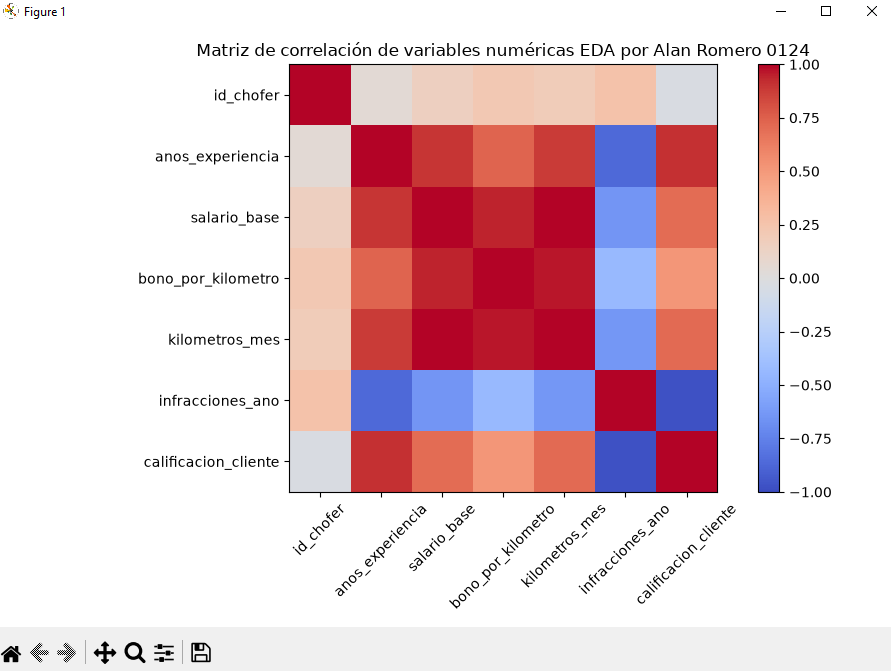 Figure 1
Matriz de correlación de variables numéricas EDA por Alan Romero 0124
id_chofer
anos_experiencia
salario_base
bono_por_kilometro
kilometros_mes
infracciones_ano
calificacion_cliente
id_chofer
anos_experiencia
salario_base
bono_por_kilometro
kilometros_mes
infracciones_ano
calificacion_cliente
1.00
0.75
0.50
0.25
0.00
−0.25
−0.50
−0.75
−1.00